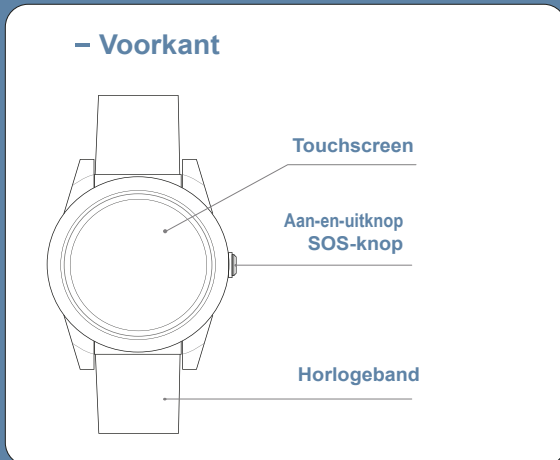 – Voorkant
Touchscreen
Aan-en-uitknop
SOS-knop
Horlogeband